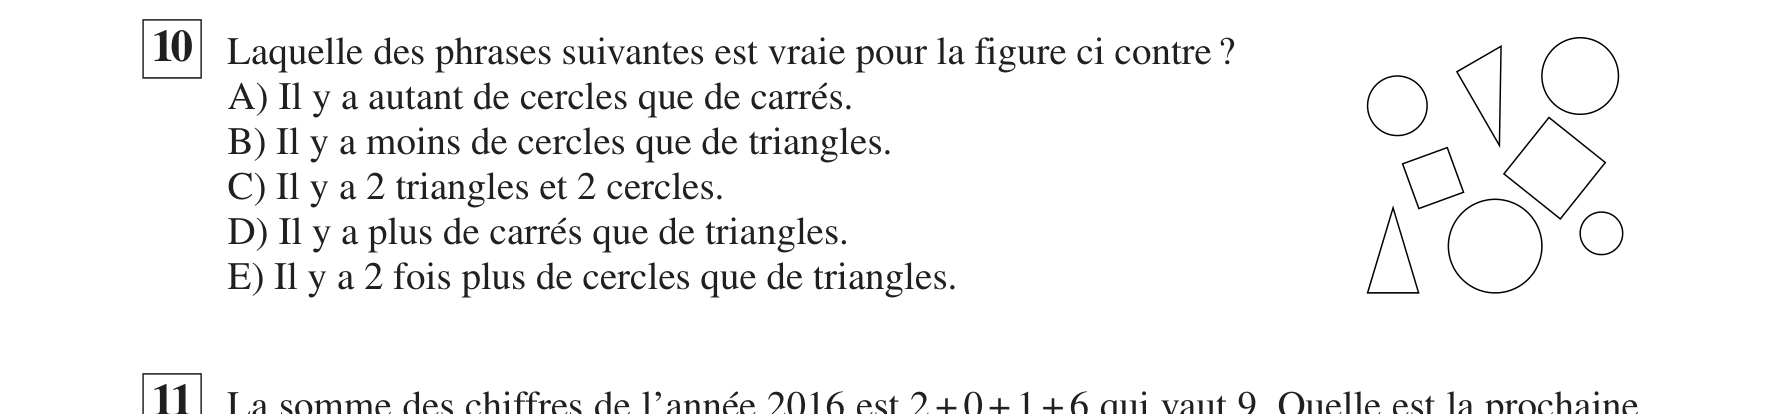 10 Laquelle des phrases suivantes est vraie pour la figure ci contre ?
A) Il y a autant de cercles que de carrés.
B) Il y a moins de cercles que de triangles.
C) Il y a 2 triangles et 2 cercles.
D) Il y a plus de carrés que de triangles.
E) Il y a 2 fois plus de cercles que de triangles.
11 La somme des chiffres de l’année 2016 est 2+0+1+6 qui vaut 9. Quelle est la prochaine